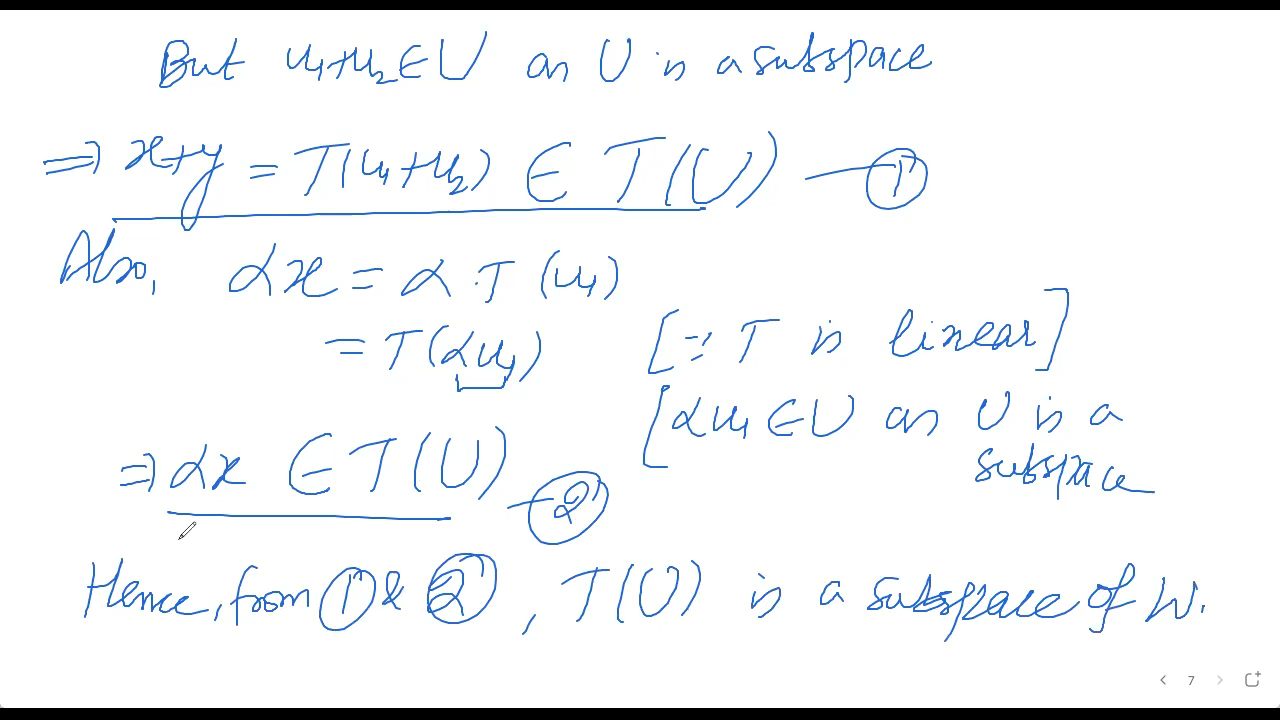 But u₁+u₂ ∈ U as U is a subspace
⇒ x+y = T(u₁+u₂) ∈ T(U) — ①
Also, αx = α · T(u₁)
= T(αu₁) [∵ T is linear]
[αu₁ ∈ U as U is a
subspace
⇒ αx ∈ T(U) — ②
Hence, from ① & ②, T(U) is a subspace of W.
7